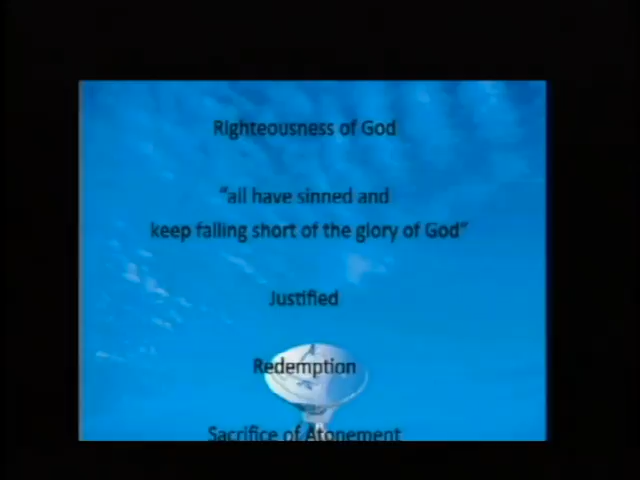 Righteousness of God
“all have sinned and
keep falling short of the glory of God”
Justified
Redemption
Sacrifice of Atonement